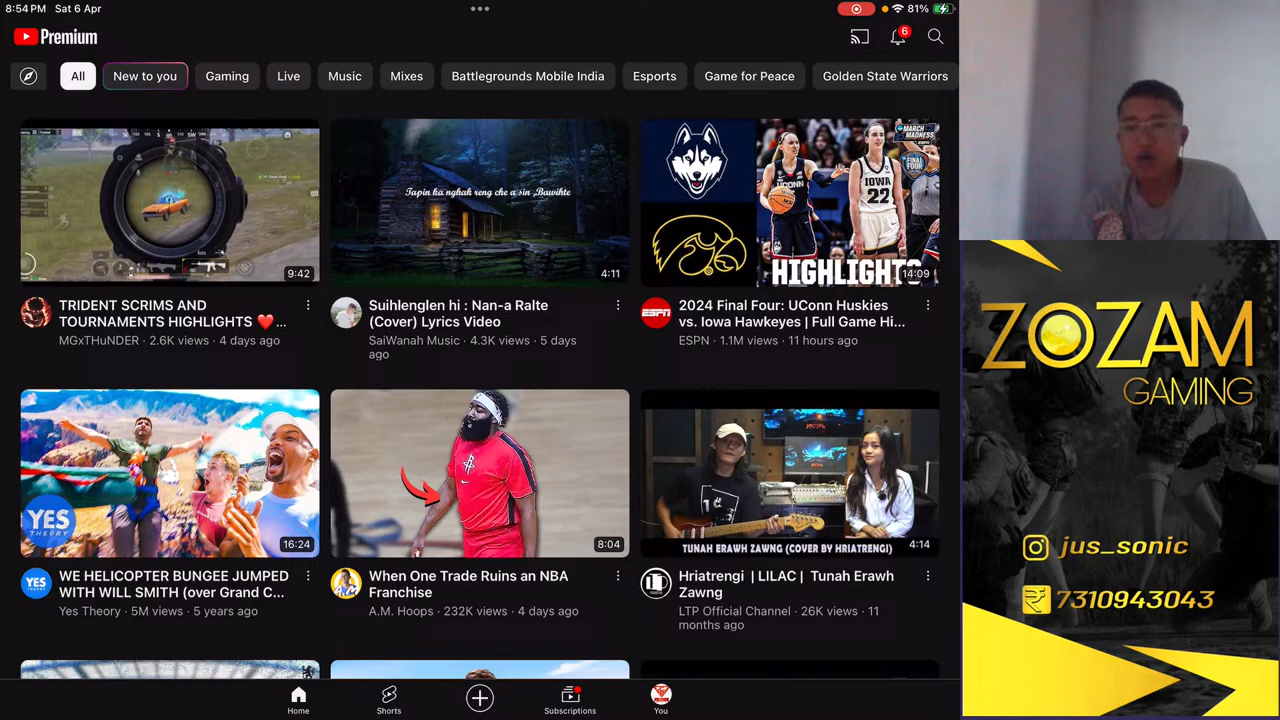 8:54 PM Sat 6 Apr
81%
Premium
6
All
New to you
Gaming
Live
Music
Mixes
Battlegrounds Mobile India
Esports
Game for Peace
Golden State Warriors
9:42
Tapin ka nghak reng che a sin ,Bawihte
4:11
MARCH MADNESS
ESPN
FINAL FOUR
UCONN
IOWA
22
HIGHLIGHTS
14:09
TRIDENT SCRIMS AND
TOURNAMENTS HIGHLIGHTS ❤️...
MGxTHuNDER · 2.6K views · 4 days ago
Suihlenglen hi : Nan-a Ralte
(Cover) Lyrics Video
SaiWanah Music · 4.3K views · 5 days
ago
ESPN
2024 Final Four: UConn Huskies
vs. Iowa Hawkeyes | Full Game Hi...
ESPN · 1.1M views · 11 hours ago
YES
THEORY
16:24
8:04
TUNAH ERAWH ZAWNG (COVER BY HRIATRENGI)
4:14
YES
WE HELICOPTER BUNGEE JUMPED
WITH WILL SMITH (over Grand C...
Yes Theory · 5M views · 5 years ago
When One Trade Ruins an NBA
Franchise
A.M. Hoops · 232K views · 4 days ago
Hriatrengi | LILAC | Tunah Erawh
Zawng
LTP Official Channel · 26K views · 11
months ago
Home
Shorts
Subscriptions
You
ZOZAM
GAMING
jus_sonic
7310943043